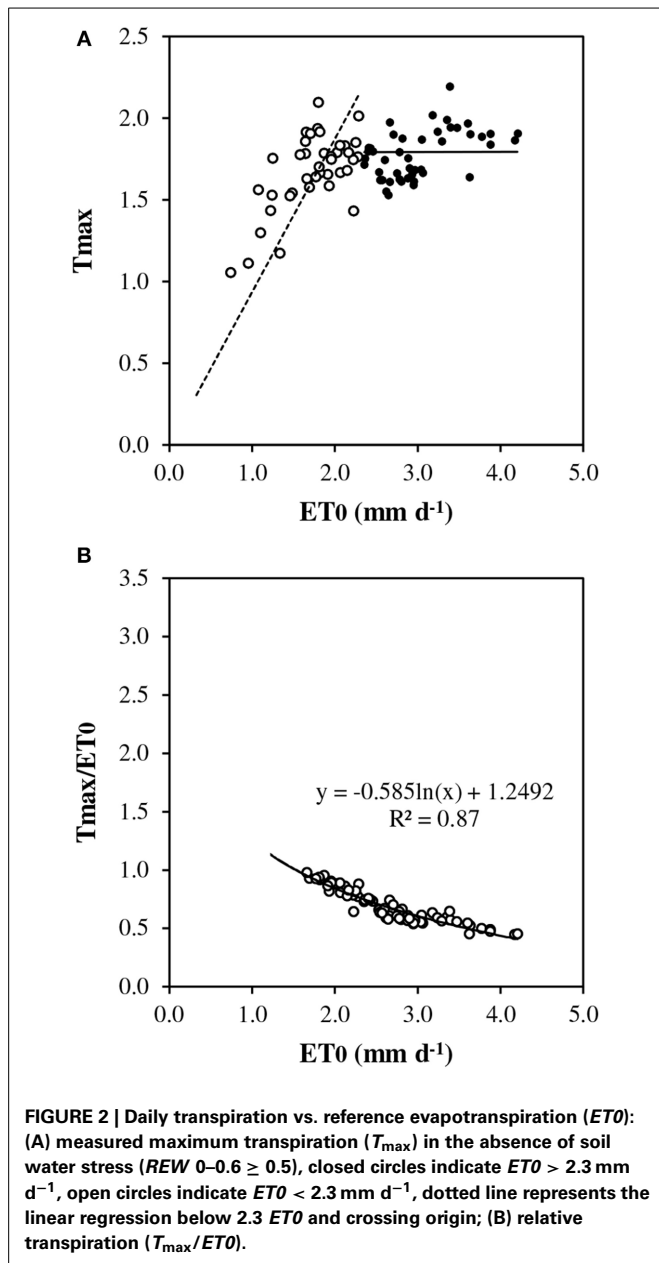 A
2.5
2.0
1.5
1.0
0.5
0.0
Tmax
0.0 1.0 2.0 3.0 4.0 5.0
ET0 (mm d⁻¹)
B
3.5
3.0
2.5
2.0
1.5
1.0
0.5
0.0
Tmax/ET0
y = -0.585ln(x) + 1.2492
R² = 0.87
0.0 1.0 2.0 3.0 4.0 5.0
ET0 (mm d⁻¹)
FIGURE 2 | Daily transpiration vs. reference evapotranspiration (ET0):
(A) measured maximum transpiration (Tmax) in the absence of soil
water stress (REW 0–0.6 ≥ 0.5), closed circles indicate ET0 > 2.3 mm
d⁻¹, open circles indicate ET0 < 2.3 mm d⁻¹, dotted line represents the
linear regression below 2.3 ET0 and crossing origin; (B) relative
transpiration (Tmax/ET0).